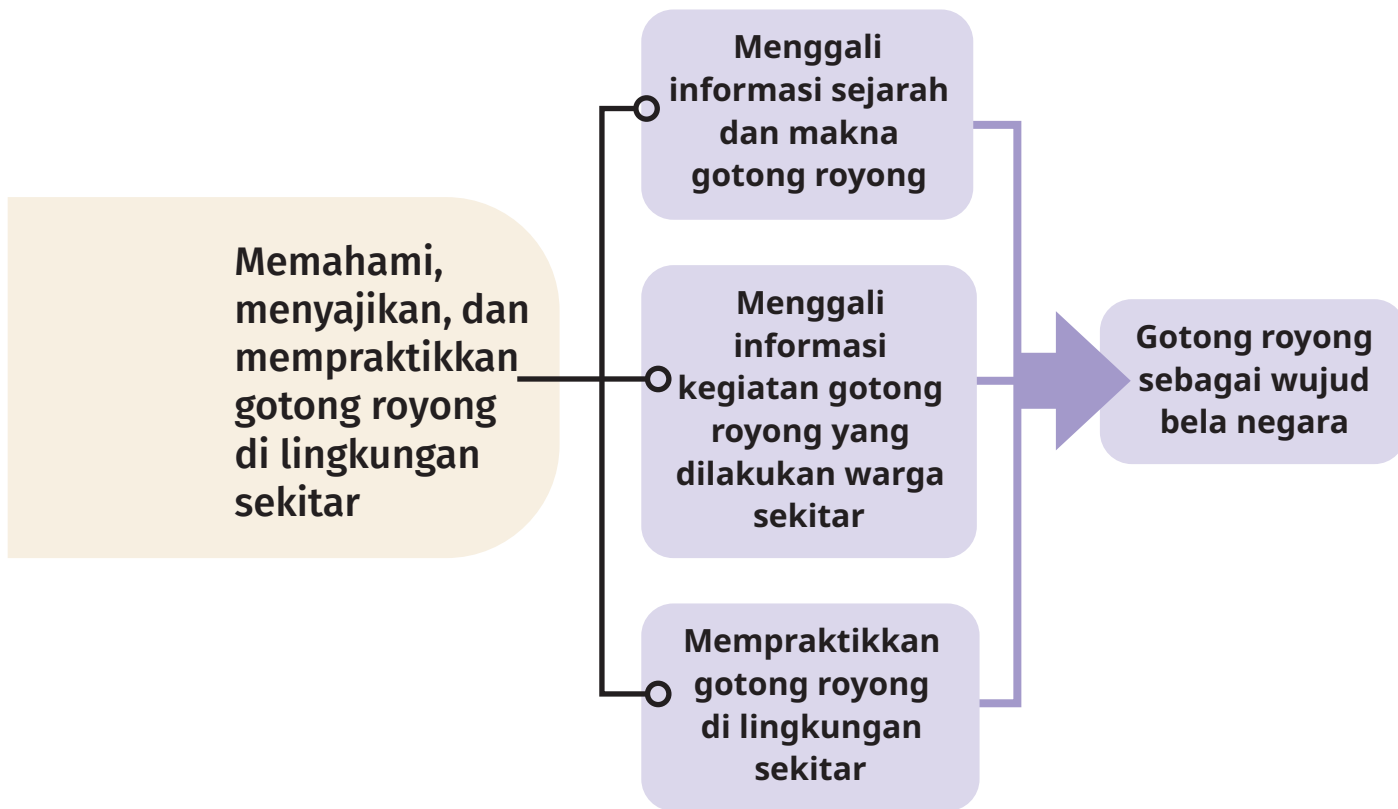 Memahami,
menyajikan, dan
mempraktikkan
gotong royong
di lingkungan
sekitar
Menggali
informasi sejarah
dan makna
gotong royong
Menggali
informasi
kegiatan gotong
royong yang
dilakukan warga
sekitar
Mempraktikkan
gotong royong
di lingkungan
sekitar
Gotong royong
sebagai wujud
bela negara